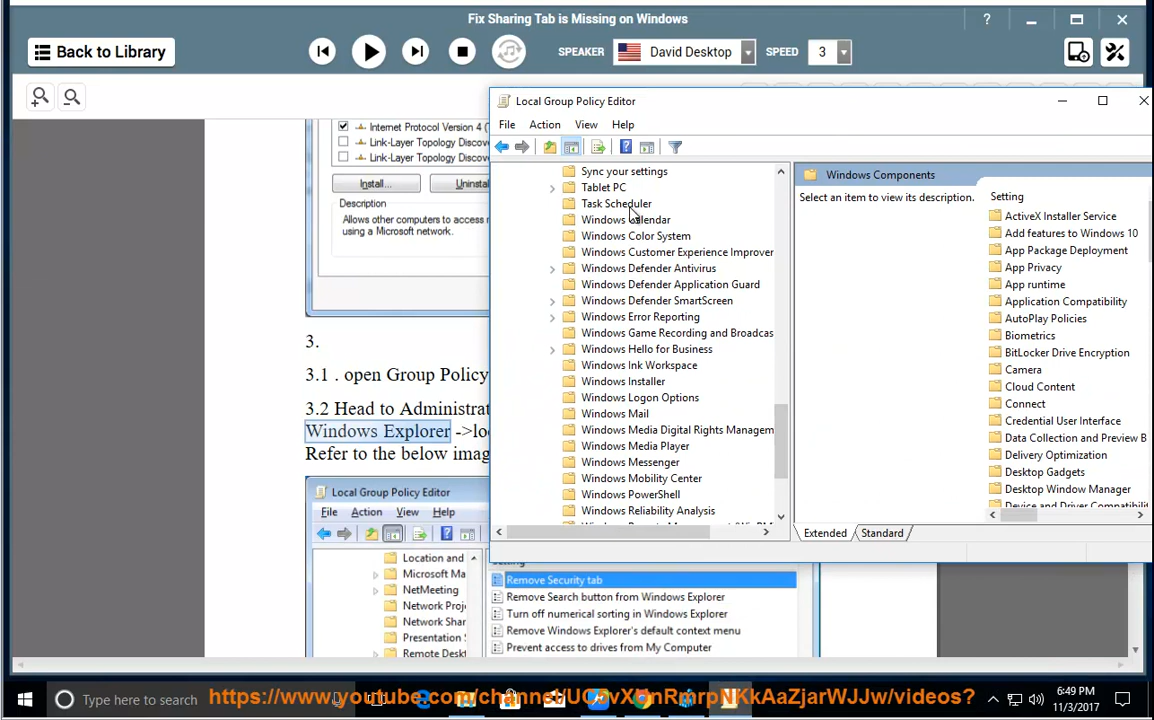 Fix Sharing Tab is Missing on Windows
Back to Library
SPEAKER
David Desktop
SPEED
3
Internet Protocol Version 4 (
Link-Layer Topology Discov
Link-Layer Topology Discov
Install...
Uninsta
Description
Allows other computers to access
using a Microsoft network.
3.
3.1 . open Group Policy
3.2 Head to Administrat
Windows Explorer ->lo
Refer to the below imag
Local Group Policy Editor
File Action View Help
Location and
Microsoft Ma
NetMeeting
Network Proj
Network Shar
Presentation
Remote Deskt
Remove Security tab
Remove Search button from Windows Explorer
Turn off numerical sorting in Windows Explorer
Remove Windows Explorer's default context menu
Prevent access to drives from My Computer
Local Group Policy Editor
File Action View Help
Sync your settings
Tablet PC
Task Scheduler
Windows Calendar
Windows Color System
Windows Customer Experience Improver
Windows Defender Antivirus
Windows Defender Application Guard
Windows Defender SmartScreen
Windows Error Reporting
Windows Game Recording and Broadcas
Windows Hello for Business
Windows Ink Workspace
Windows Installer
Windows Logon Options
Windows Mail
Windows Media Digital Rights Managem
Windows Media Player
Windows Messenger
Windows Mobility Center
Windows PowerShell
Windows Reliability Analysis
Windows Components
Select an item to view its description.
Setting
ActiveX Installer Service
Add features to Windows 10
App Package Deployment
App Privacy
App runtime
Application Compatibility
AutoPlay Policies
Biometrics
BitLocker Drive Encryption
Camera
Cloud Content
Connect
Credential User Interface
Data Collection and Preview B
Delivery Optimization
Desktop Gadgets
Desktop Window Manager
Device and Driver Compatibilit
Extended Standard
Type here to search
6:49 PM
11/3/2017